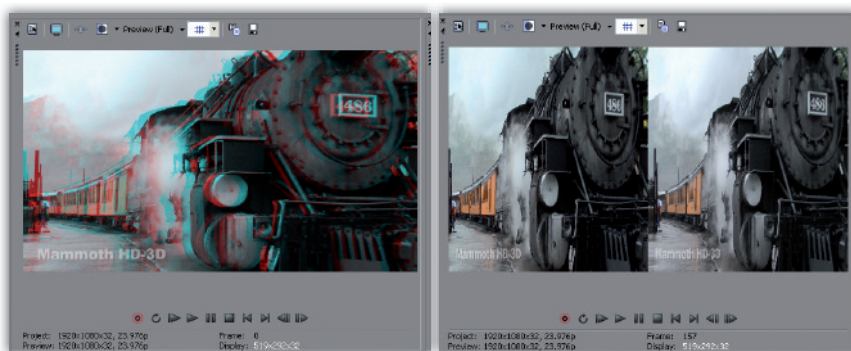 Preview (Full)
486
Mammoth HD-3D
Project: 1920x1080x32, 23.976p
Frame: 0
Preview: 1920x1080x32, 23.976p
Display: 519x292x32
Preview (Full)
486
486
Mammoth HD-3D
Mammoth HD-3D
Project: 1920x1080x32, 23.976p
Frame: 157
Preview: 1920x1080x32, 23.976p
Display: 519x292x32